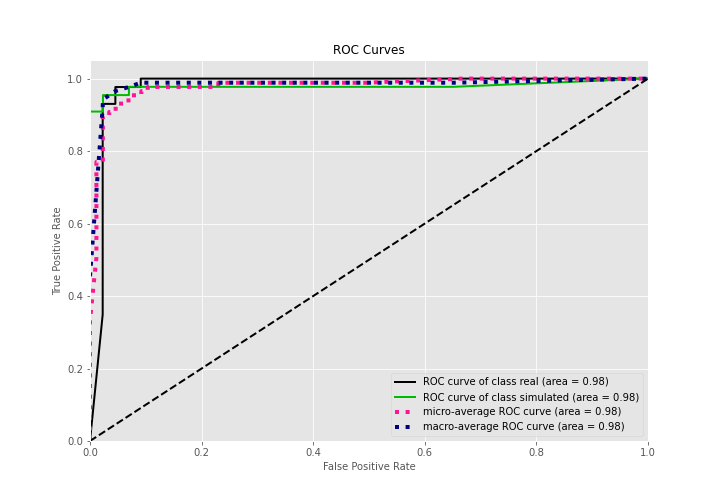 ROC Curves
True Positive Rate
1.0
0.8
0.6
0.4
0.2
0.0
0.0 0.2 0.4 0.6 0.8 1.0
False Positive Rate
ROC curve of class real (area = 0.98)
ROC curve of class simulated (area = 0.98)
micro-average ROC curve (area = 0.98)
macro-average ROC curve (area = 0.98)